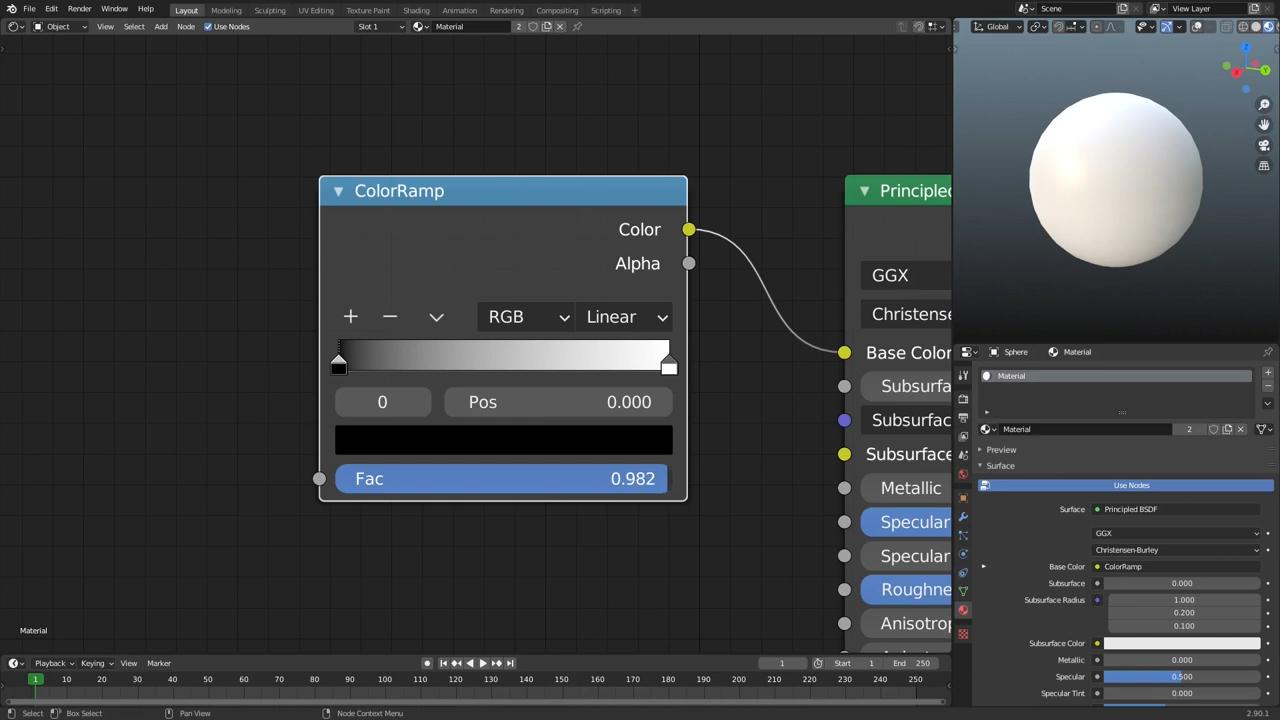 File Edit Render Window Help Layout Modeling Sculpting UV Editing Texture Paint Shading Animation Rendering Compositing Scripting Scene View Layer
Object View Select Add Node Use Nodes Slot 1 Material 2 Global
ColorRamp
Color
Alpha
RGB Linear
0 Pos 0.000
Fac 0.982
Principled
GGX
Christense
Base Color
Subsurfa
Subsurfac
Subsurface
Metallic
Specular
Specular
Roughne
Anisotrop
Material
X
Y
Z
Sphere Material
Material
Material 2
Preview
Surface
Use Nodes
Surface Principled BSDF
GGX
Christensen-Burley
Base Color ColorRamp
Subsurface 0.000
Subsurface Radius 1.000
0.200
0.100
Subsurface Color
Metallic 0.000
Specular 0.500
Specular Tint 0.000
Playback Keying View Marker 1 Start 1 End 250
1 10 20 30 40 50 60 70 80 90 100 110 120 130 140 150 160 170 180 190 200 210 220 230 240 250
Select Box Select Pan View Node Context Menu 2.90.1